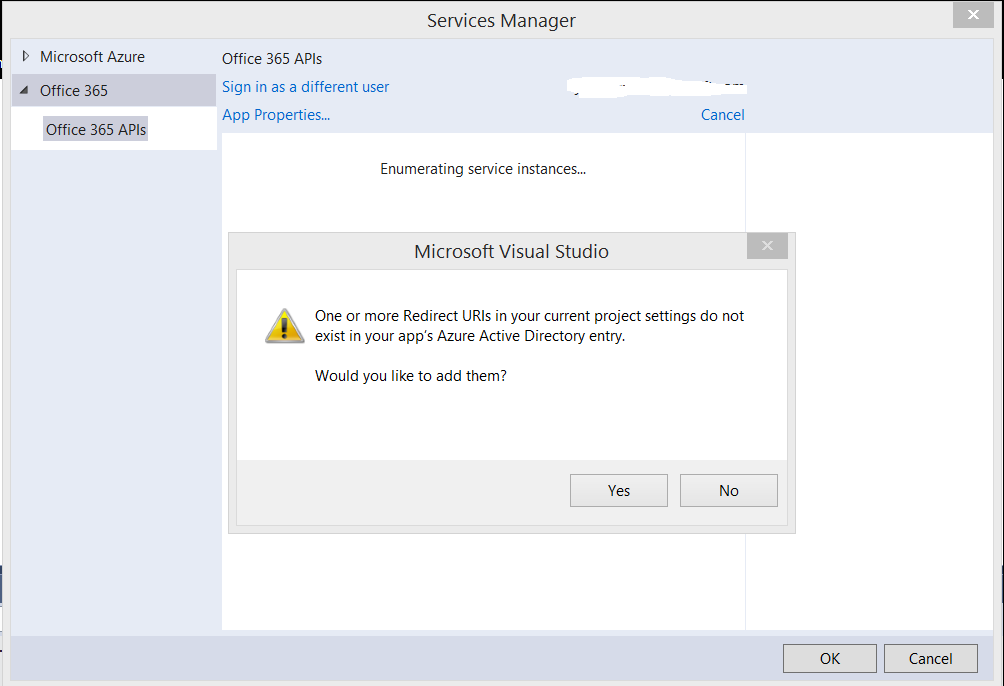 Services Manager
Microsoft Azure
Office 365
Office 365 APIs
Office 365 APIs
Sign in as a different user
App Properties...
Cancel
Enumerating service instances...
Microsoft Visual Studio
One or more Redirect URIs in your current project settings do not
exist in your app's Azure Active Directory entry.
Would you like to add them?
Yes
No
OK
Cancel